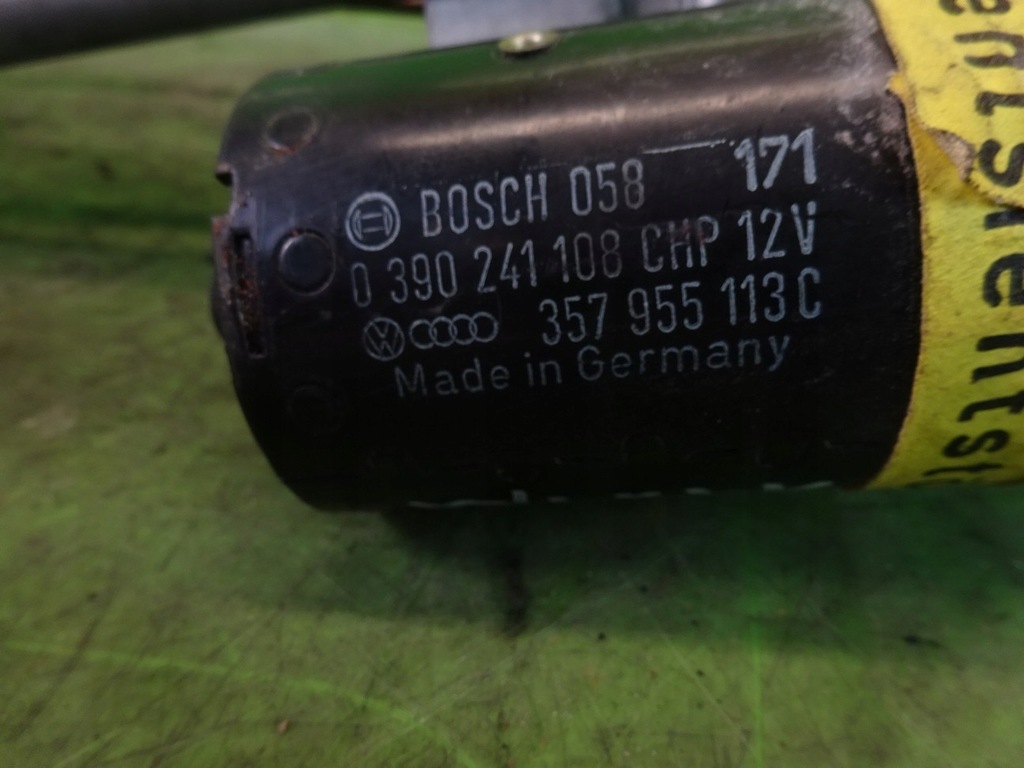 BOSCH 058 171
0 390 241 108 CHP 12V
357 955 113 C
Made in Germany